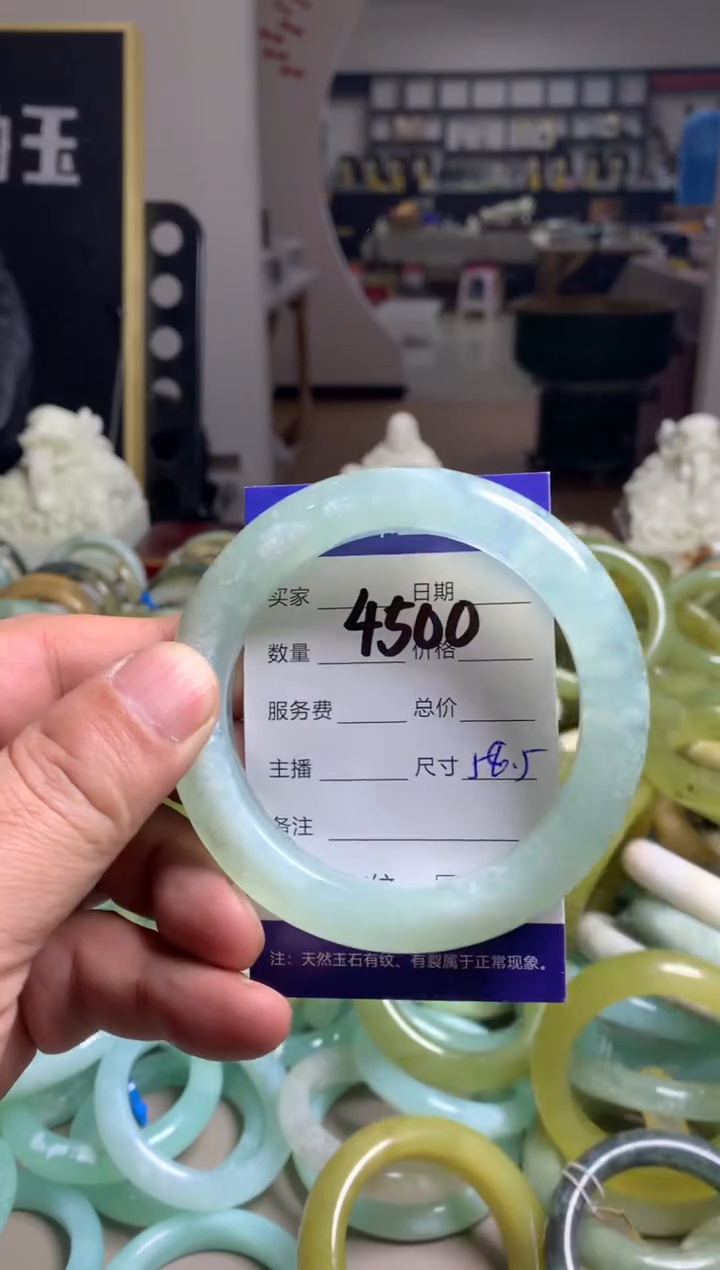 玉
买家 日期
4500
数量 价格
服务费 总价
主播 尺寸 58.5
备注
注：天然玉石有纹、有裂属于正常现象。